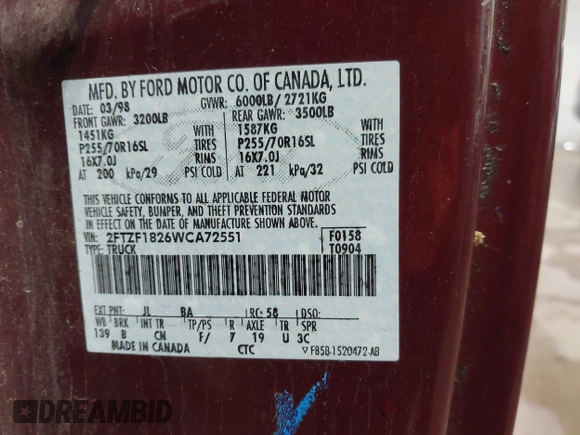 MFD. BY FORD MOTOR CO. OF CANADA, LTD.
DATE: 03/98 GVWR: 6000LB/ 2721KG
FRONT GAWR: 3200LB REAR GAWR: 3500LB
1451KG WITH 1587KG WITH
P255/70R16SL TIRES P255/70R16SL TIRES
16X7.0J RIMS 16X7.0J RIMS
AT 200 kPa/29 PSI COLD AT 221 kPa/32 PSI COLD
THIS VEHICLE CONFORMS TO ALL APPLICABLE FEDERAL MOTOR
VEHICLE SAFETY, BUMPER, AND THEFT PREVENTION STANDARDS
IN EFFECT ON THE DATE OF MANUFACTURE SHOWN ABOVE.
VIN: 2FTZF1826WCA72551 F0158
TYPE: TRUCK T0904
EXT PNT: JL BA RC: 58 DSO:
WB BRK INT TR TP/PS R AXLE TR SPR
139 B CN F/ 7 19 U 3C
MADE IN CANADA CTC F85B-1520472-AB
DREAMBID